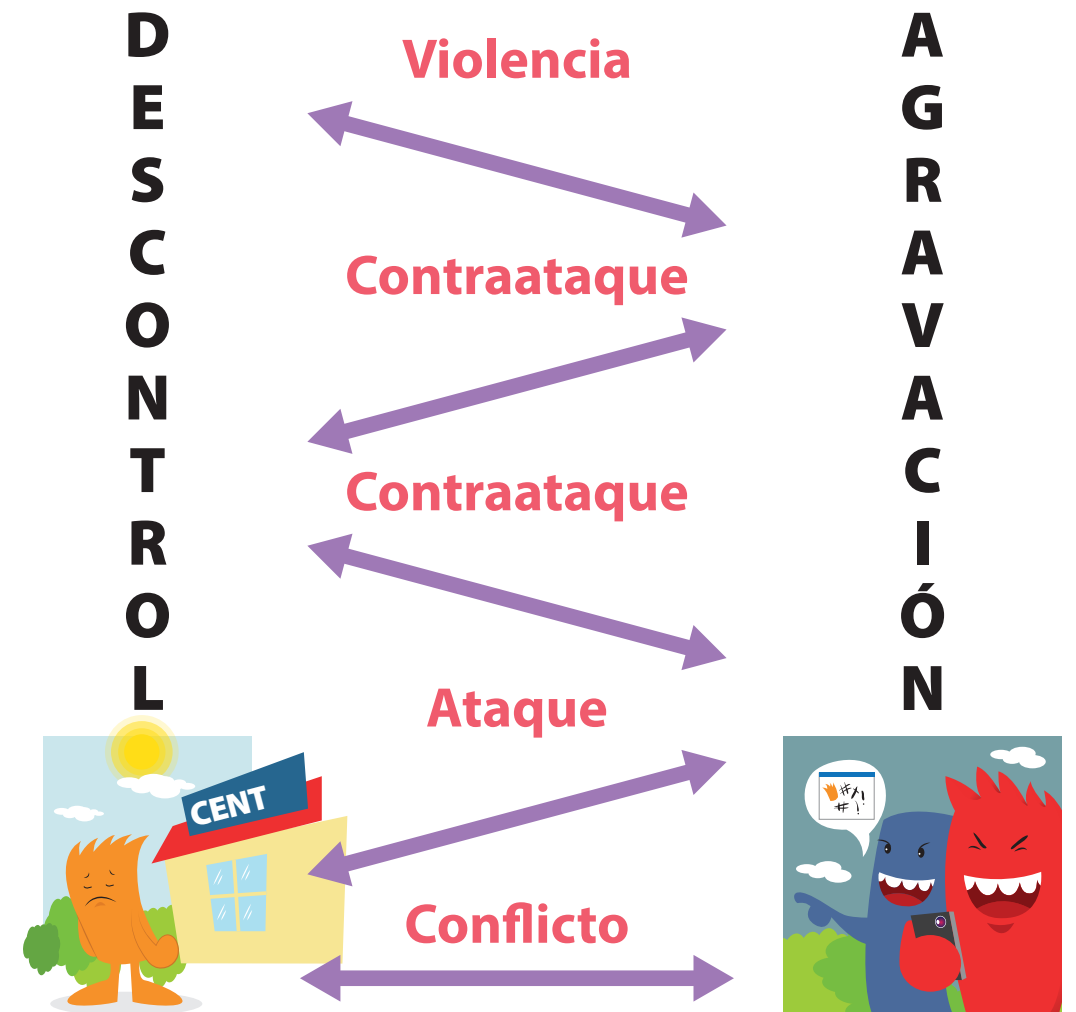 DESCONTROL
AGRAVACIÓN
Violencia
Contraataque
Contraataque
Ataque
Conflicto
CENT
#*!
#?!